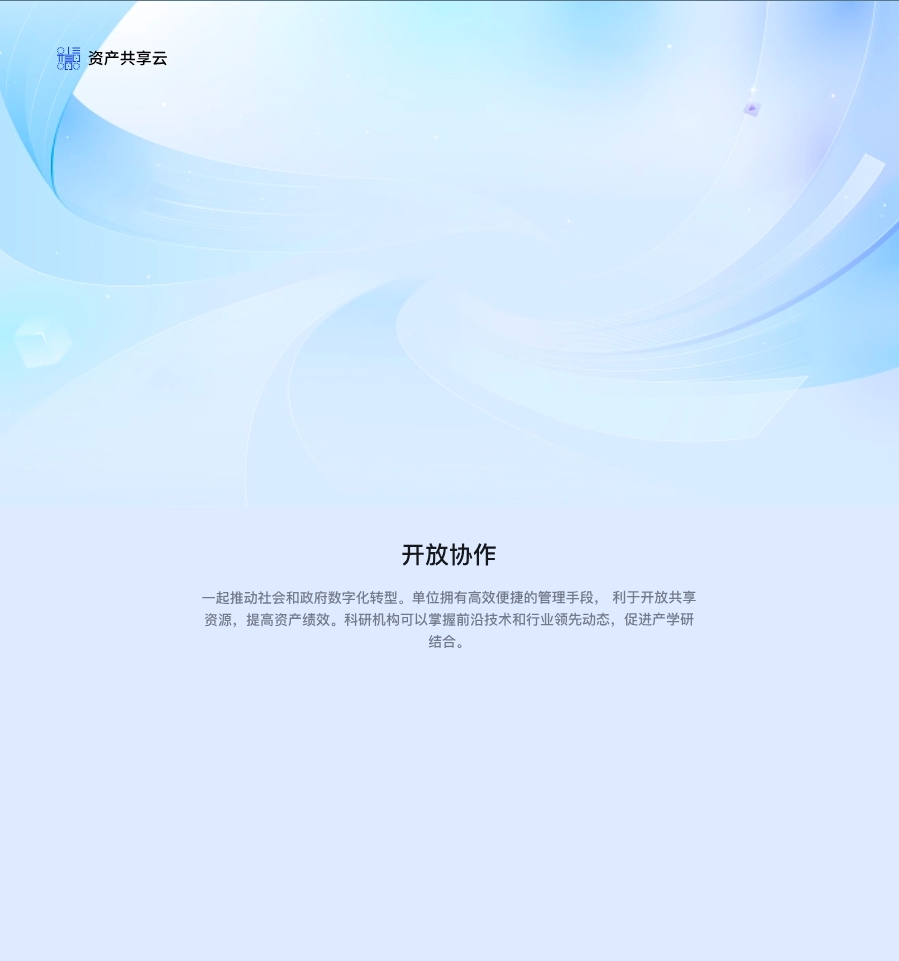 资产共享云
开放协作
一起推动社会和政府数字化转型。单位拥有高效便捷的管理手段， 利于开放共享
资源，提高资产绩效。科研机构可以掌握前沿技术和行业领先动态，促进产学研
结合。